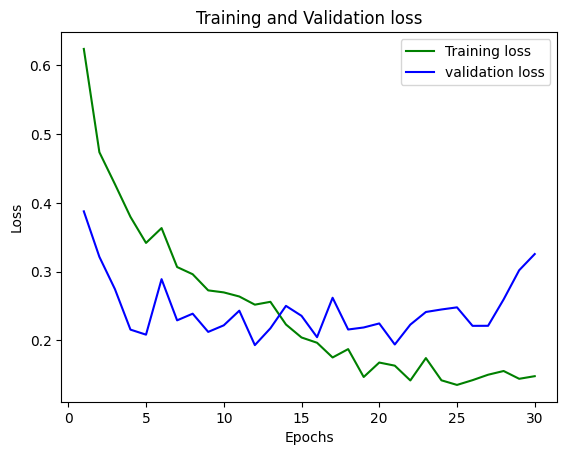 Training and Validation loss
Training loss
validation loss
0.6
0.5
0.4
0.3
0.2
Loss
0
5
10
15
20
25
30
Epochs